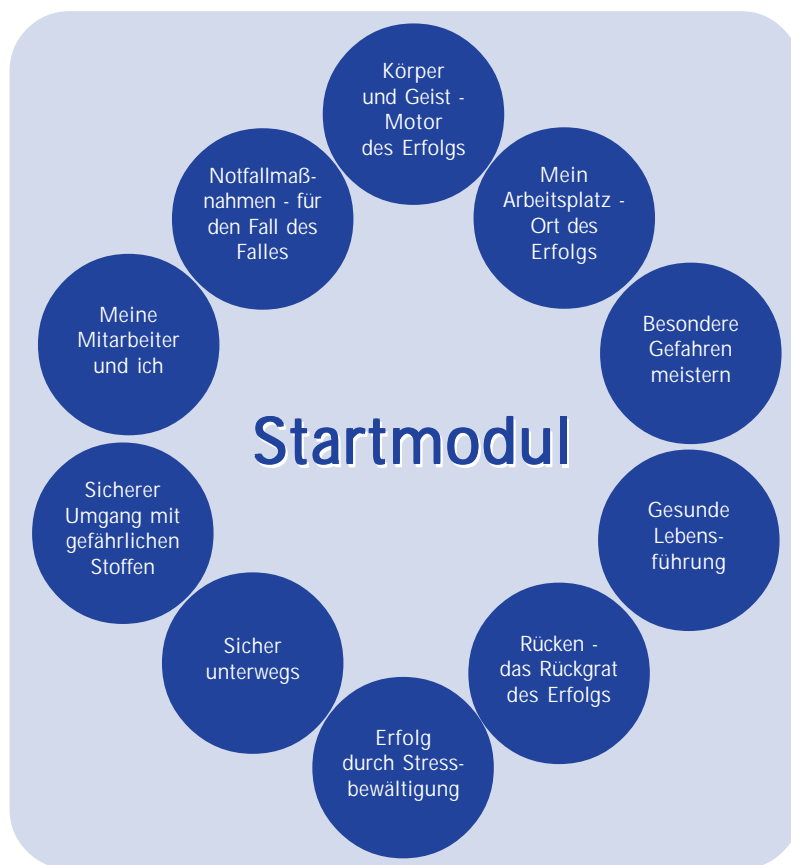 Körper
und Geist -
Motor
des Erfolgs
Mein
Arbeitsplatz -
Ort des
Erfolgs
Besondere
Gefahren
meistern
Gesunde
Lebens-
führung
Rücken -
das Rückgrat
des Erfolgs
Erfolg
durch Stress-
bewältigung
Sicher
unterwegs
Sicherer
Umgang mit
gefährlichen
Stoffen
Meine
Mitarbeiter
und ich
Notfallmaß-
nahmen - für
den Fall des
Falles
Startmodul